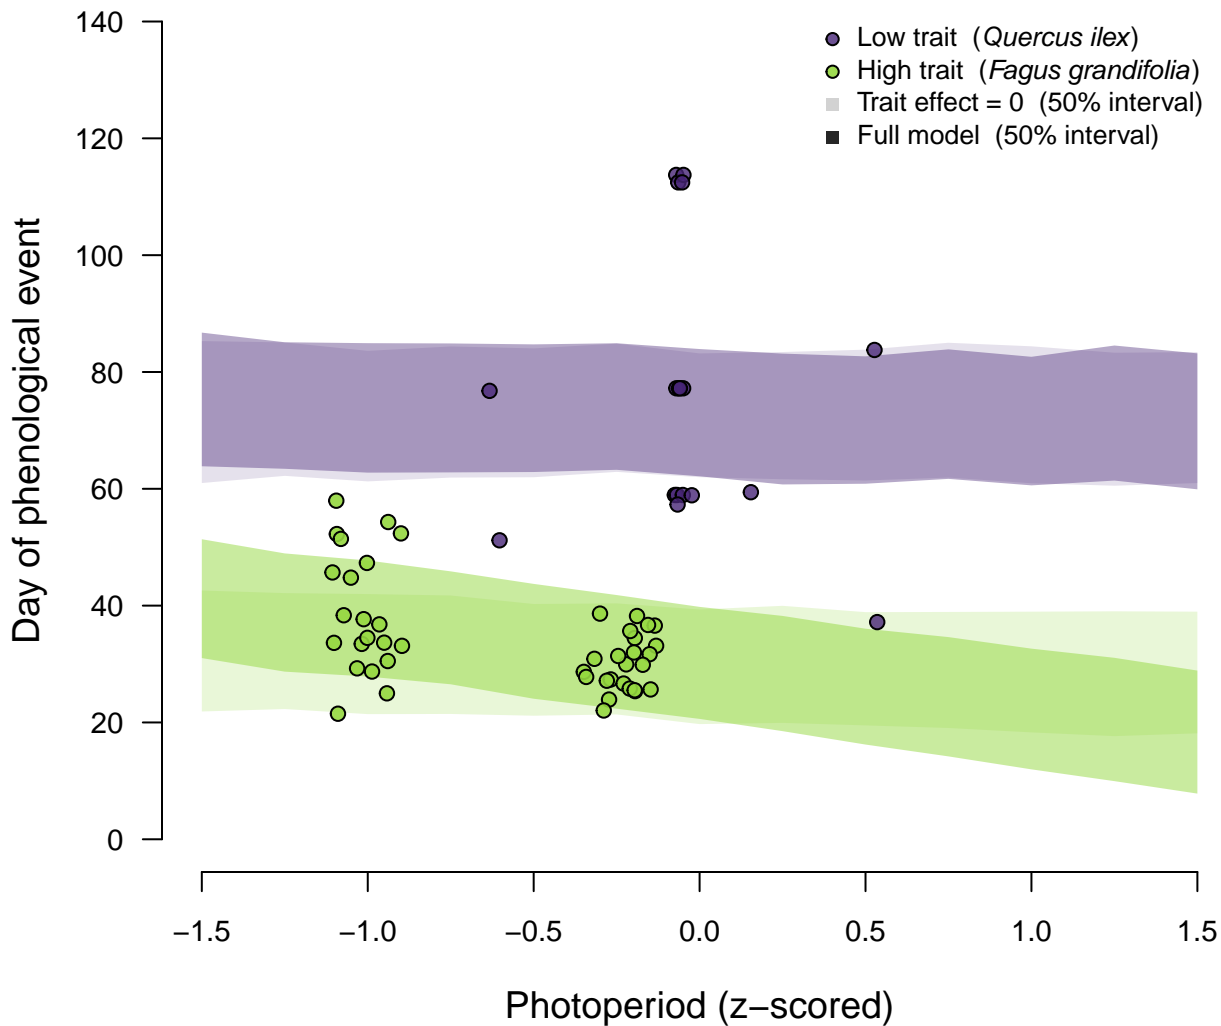 Low trait (Quercus ilex)
High trait (Fagus grandifolia)
Trait effect = 0 (50% interval)
Full model (50% interval)
Day of phenological event
140
120
100
80
60
40
20
0
−1.5 −1.0 −0.5 0.0 0.5 1.0 1.5
Photoperiod (z−scored)